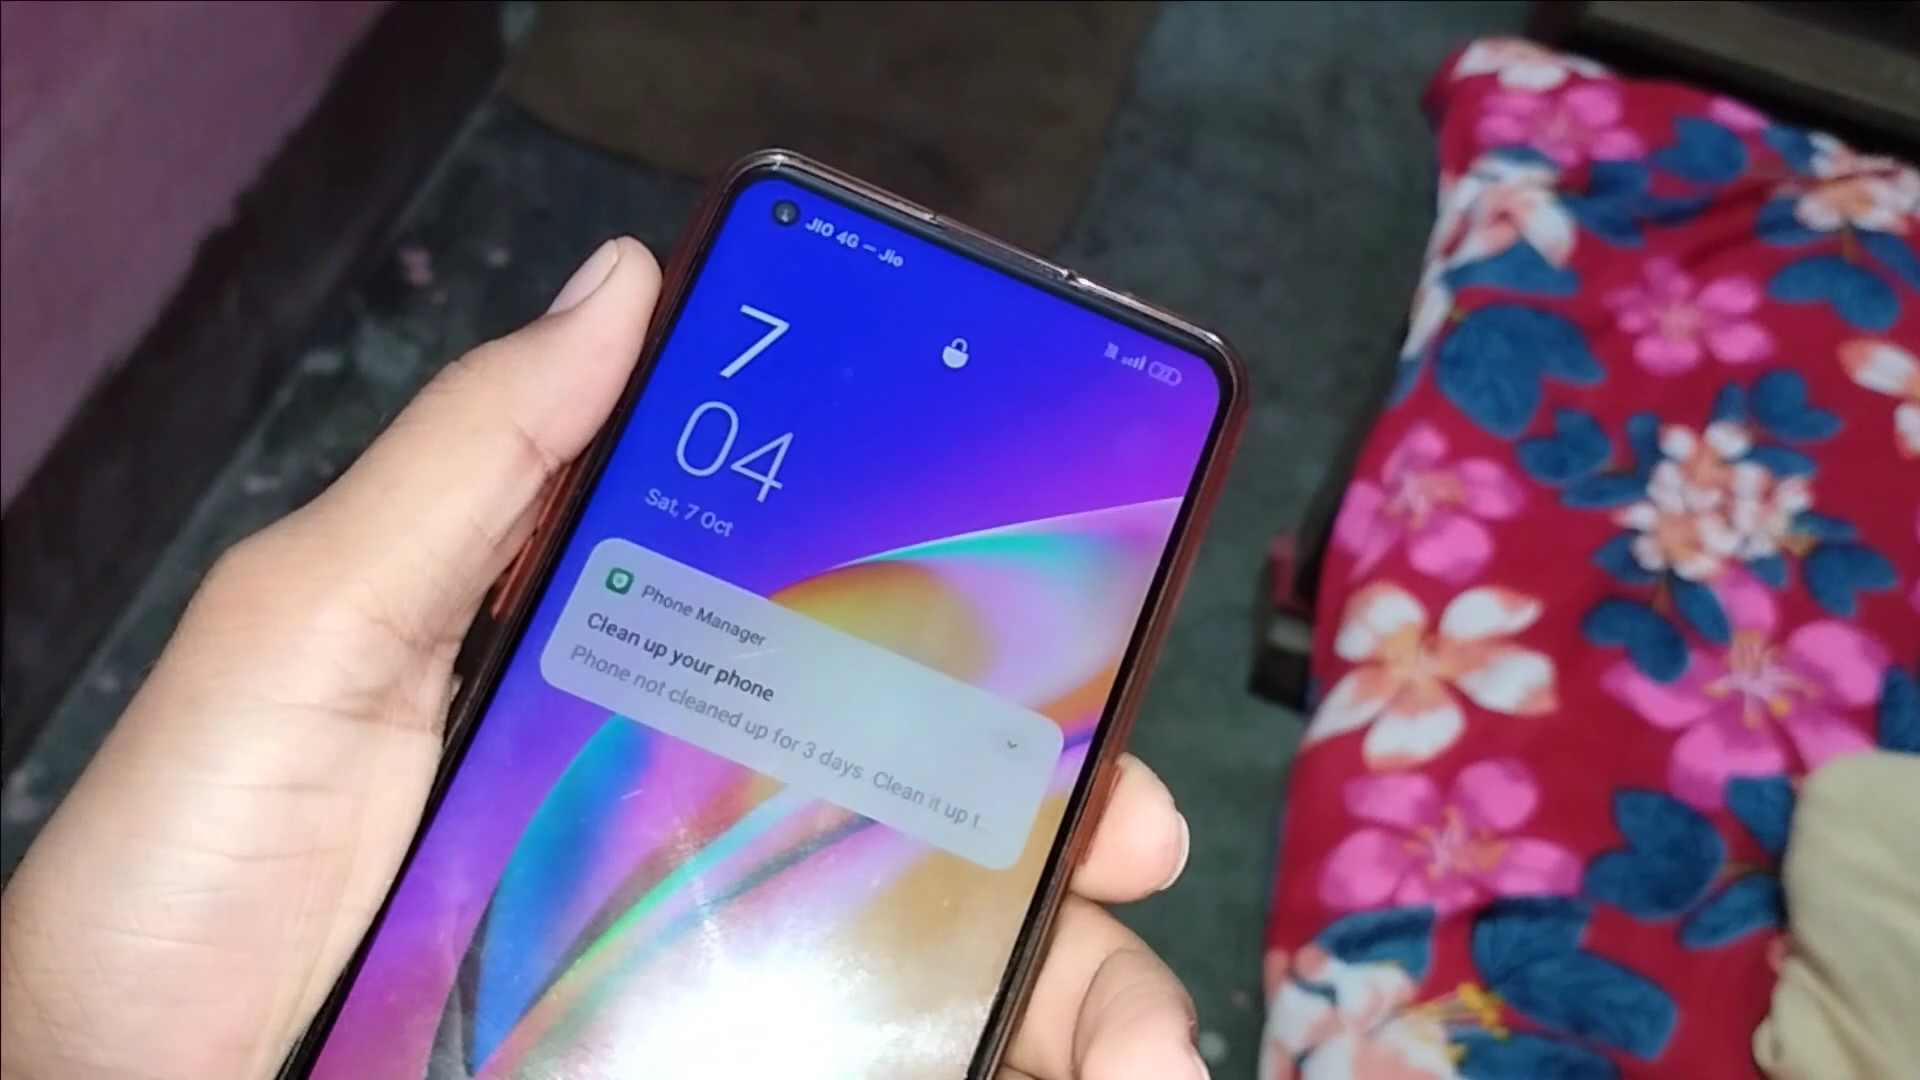 JIO 4G — Jio
7
04
Sat, 7 Oct
Phone Manager
Clean up your phone
Phone not cleaned up for 3 days. Clean it up t...